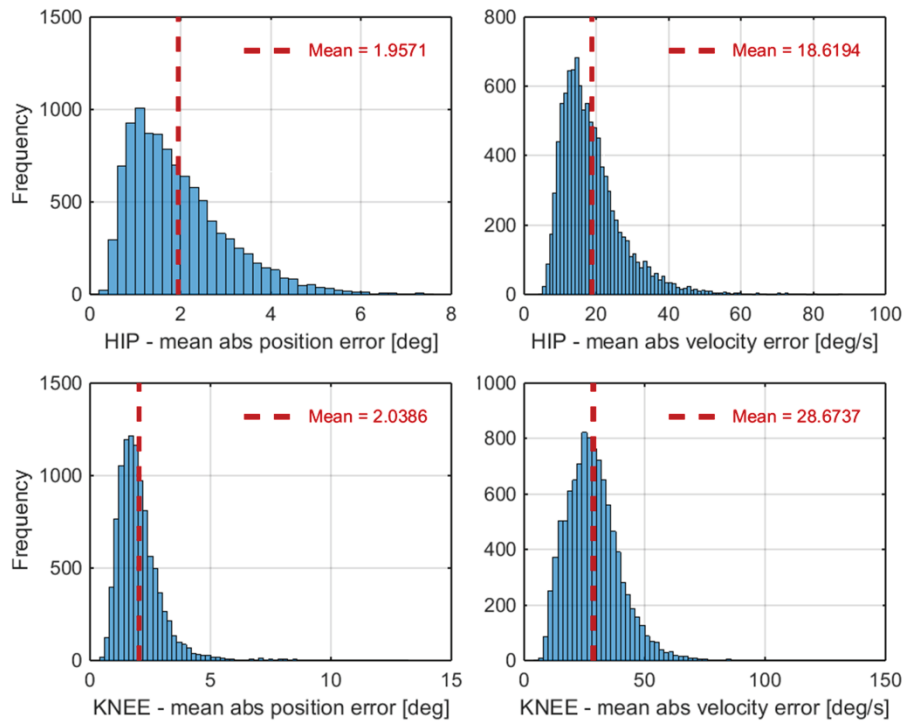 1500
1000
500
0
Frequency
Mean = 1.9571
0 2 4 6 8
HIP - mean abs position error [deg]
800
600
400
200
0
Mean = 18.6194
0 20 40 60 80 100
HIP - mean abs velocity error [deg/s]
1500
1000
500
0
Frequency
Mean = 2.0386
0 5 10 15
KNEE - mean abs position error [deg]
1000
800
600
400
200
0
Mean = 28.6737
0 50 100 150
KNEE - mean abs velocity error [deg/s]